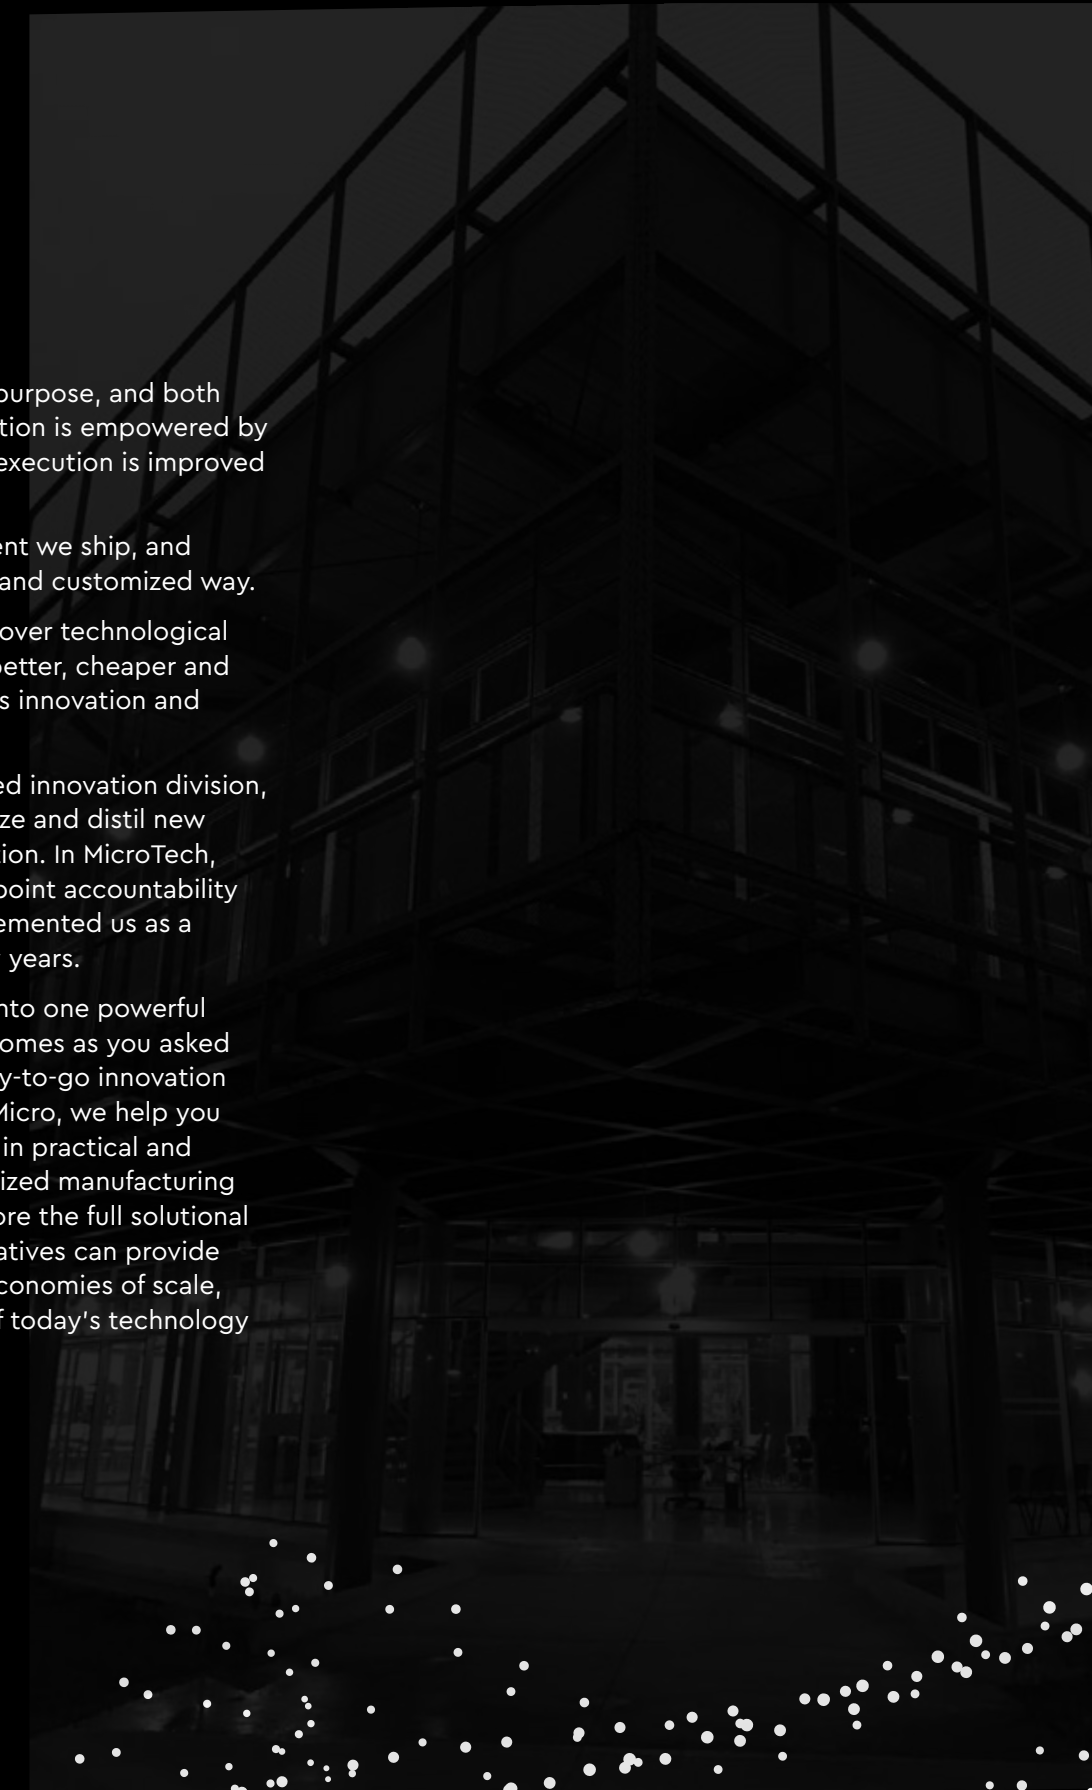 purpose, and both
tion is empowered by
execution is improved
ent we ship, and
and customized way.
over technological
better, cheaper and
s innovation and
ed innovation division,
ze and distil new
tion. In MicroTech,
point accountability
emented us as a
years.
nto one powerful
omes as you asked
y-to-go innovation
Micro, we help you
in practical and
ized manufacturing
ore the full solutional
atives can provide
conomies of scale,
f today's technology